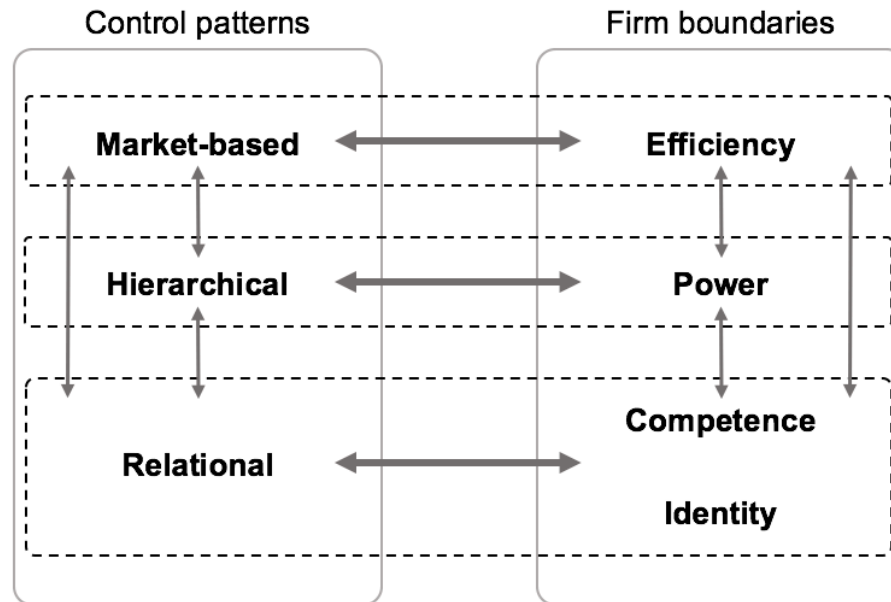 Control patterns
Firm boundaries
Market-based
Efficiency
Hierarchical
Power
Relational
Competence
Identity